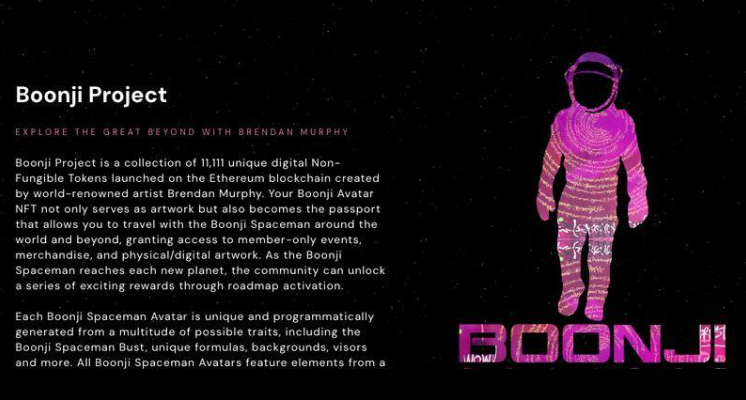 Boonji Project
EXPLORE THE GREAT BEYOND WITH BRENDAN MURPHY
Boonji Project is a collection of 11,111 unique digital Non-
Fungible Tokens launched on the Ethereum blockchain created
by world-renowned artist Brendan Murphy. Your Boonji Avatar
NFT not only serves as artwork but also becomes the passport
that allows you to travel with the Boonji Spaceman around the
world and beyond, granting access to member-only events,
merchandise, and physical/digital artwork. As the Boonji
Spaceman reaches each new planet, the community can unlock
a series of exciting rewards through roadmap activation.
Each Boonji Spaceman Avatar is unique and programmatically
generated from a multitude of possible traits, including the
Boonji Spaceman Bust, unique formulas, backgrounds, visors
and more. All Boonji Spaceman Avatars feature elements from a
BOONJI
WOW